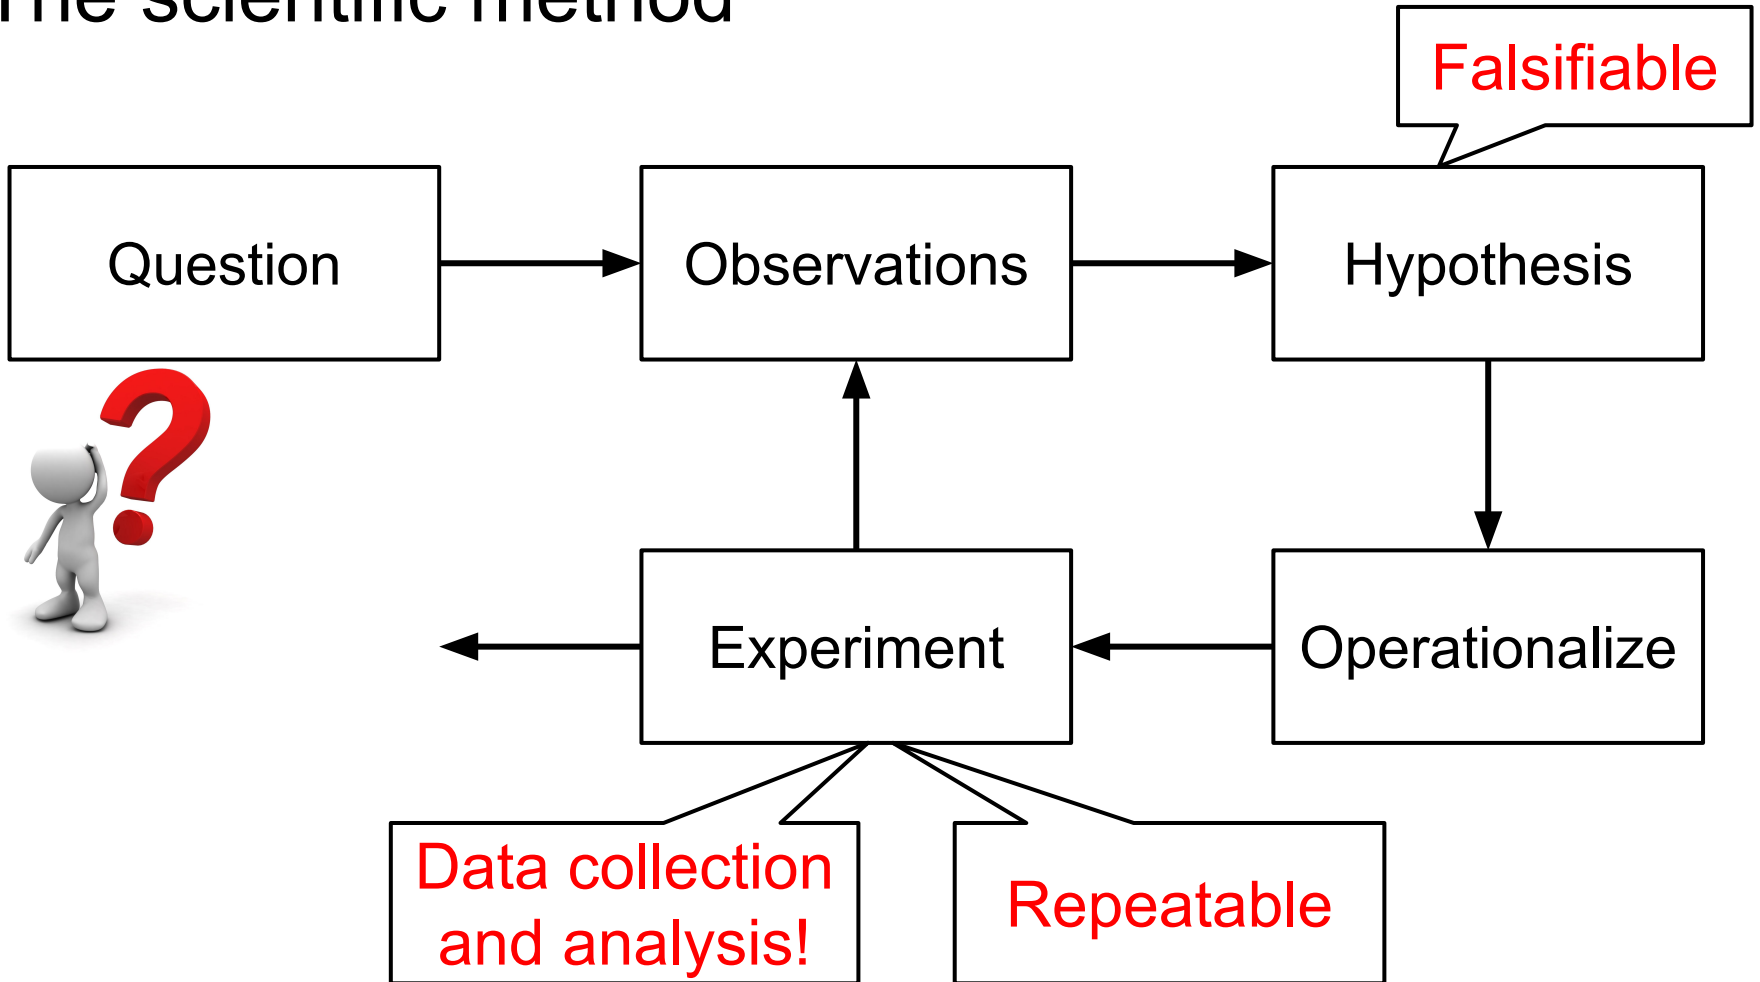 The scientific method
Falsifiable
Question
Observations
Hypothesis
Experiment
Operationalize
Data collection
and analysis!
Repeatable